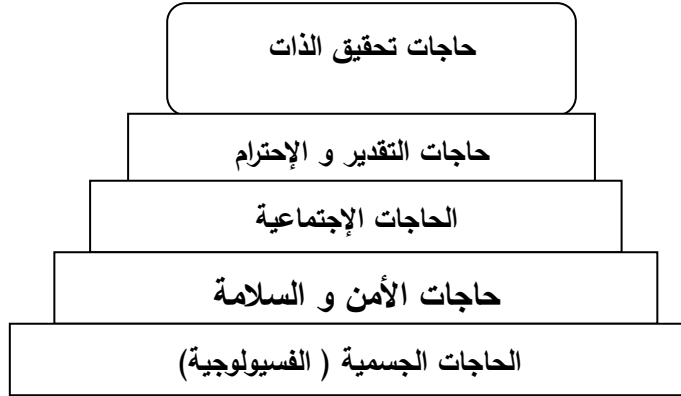 حاجات تحقيق الذات
حاجات التقدير و الإحترام
الحاجات الإجتماعية
حاجات الأمن و السلامة
الحاجات الجسمية ( الفسيولوجية)